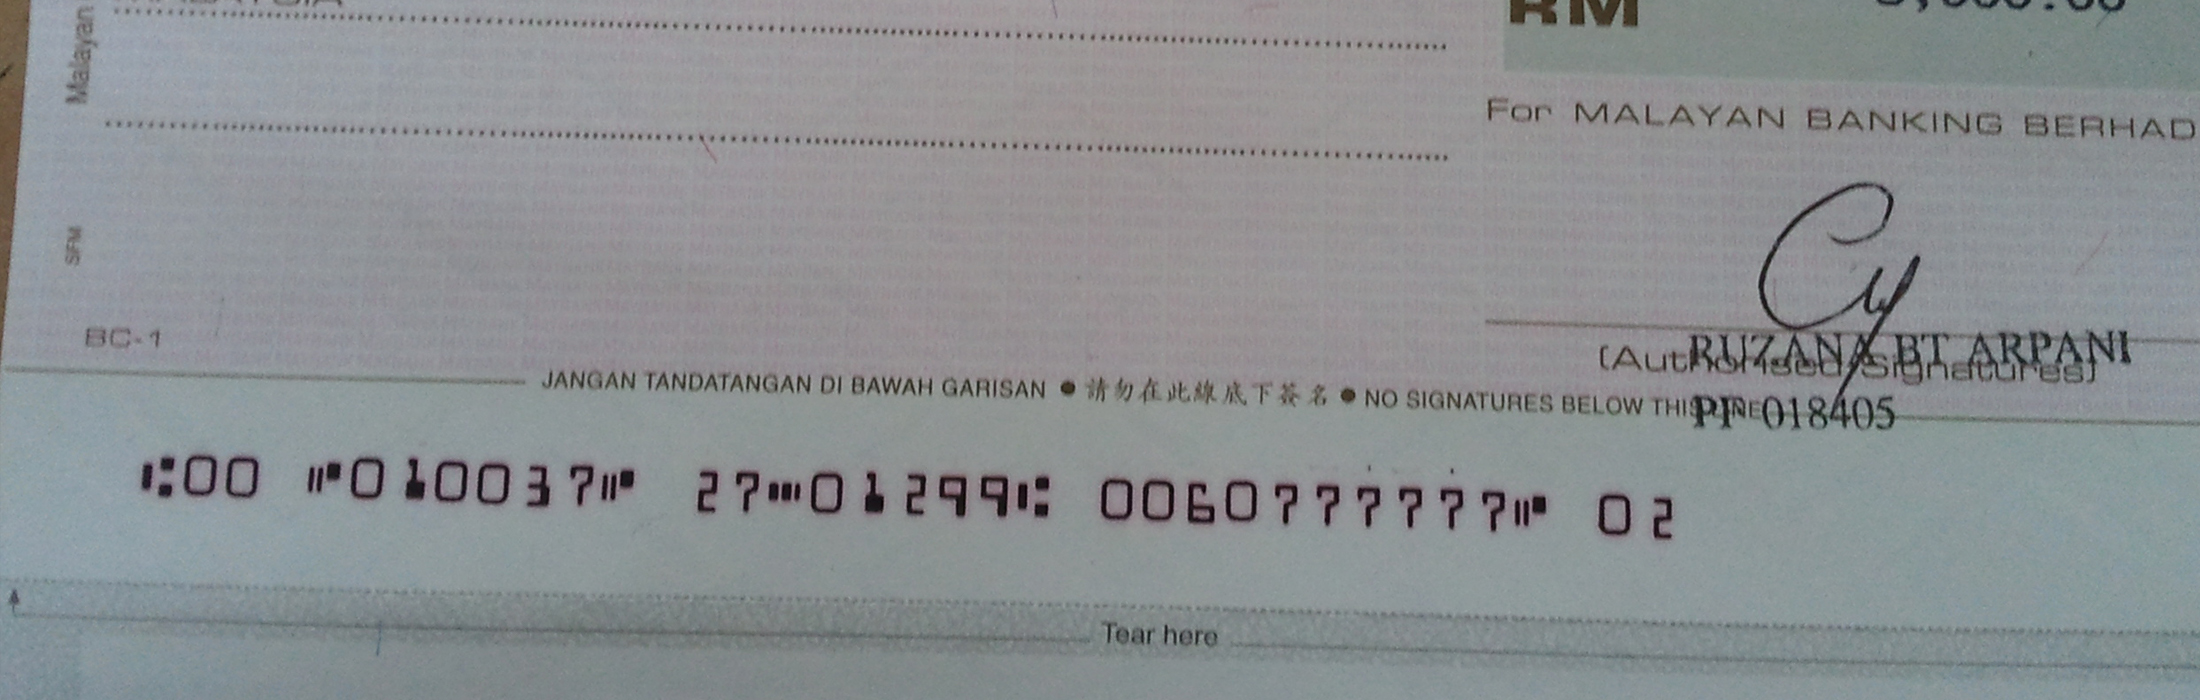 RM
Malayan
For MALAYAN BANKING BERHAD
SFM
BC-1
RUZANA BT ARPANI
(Authorised Signatures)
JANGAN TANDATANGAN DI BAWAH GARISAN ● 請勿在此線底下簽名 ● NO SIGNATURES BELOW THIS LINE
PF 018405
⑆00 ⑈010037⑈ 27⑉01299⑆ 0060777777⑈ 02
Tear here